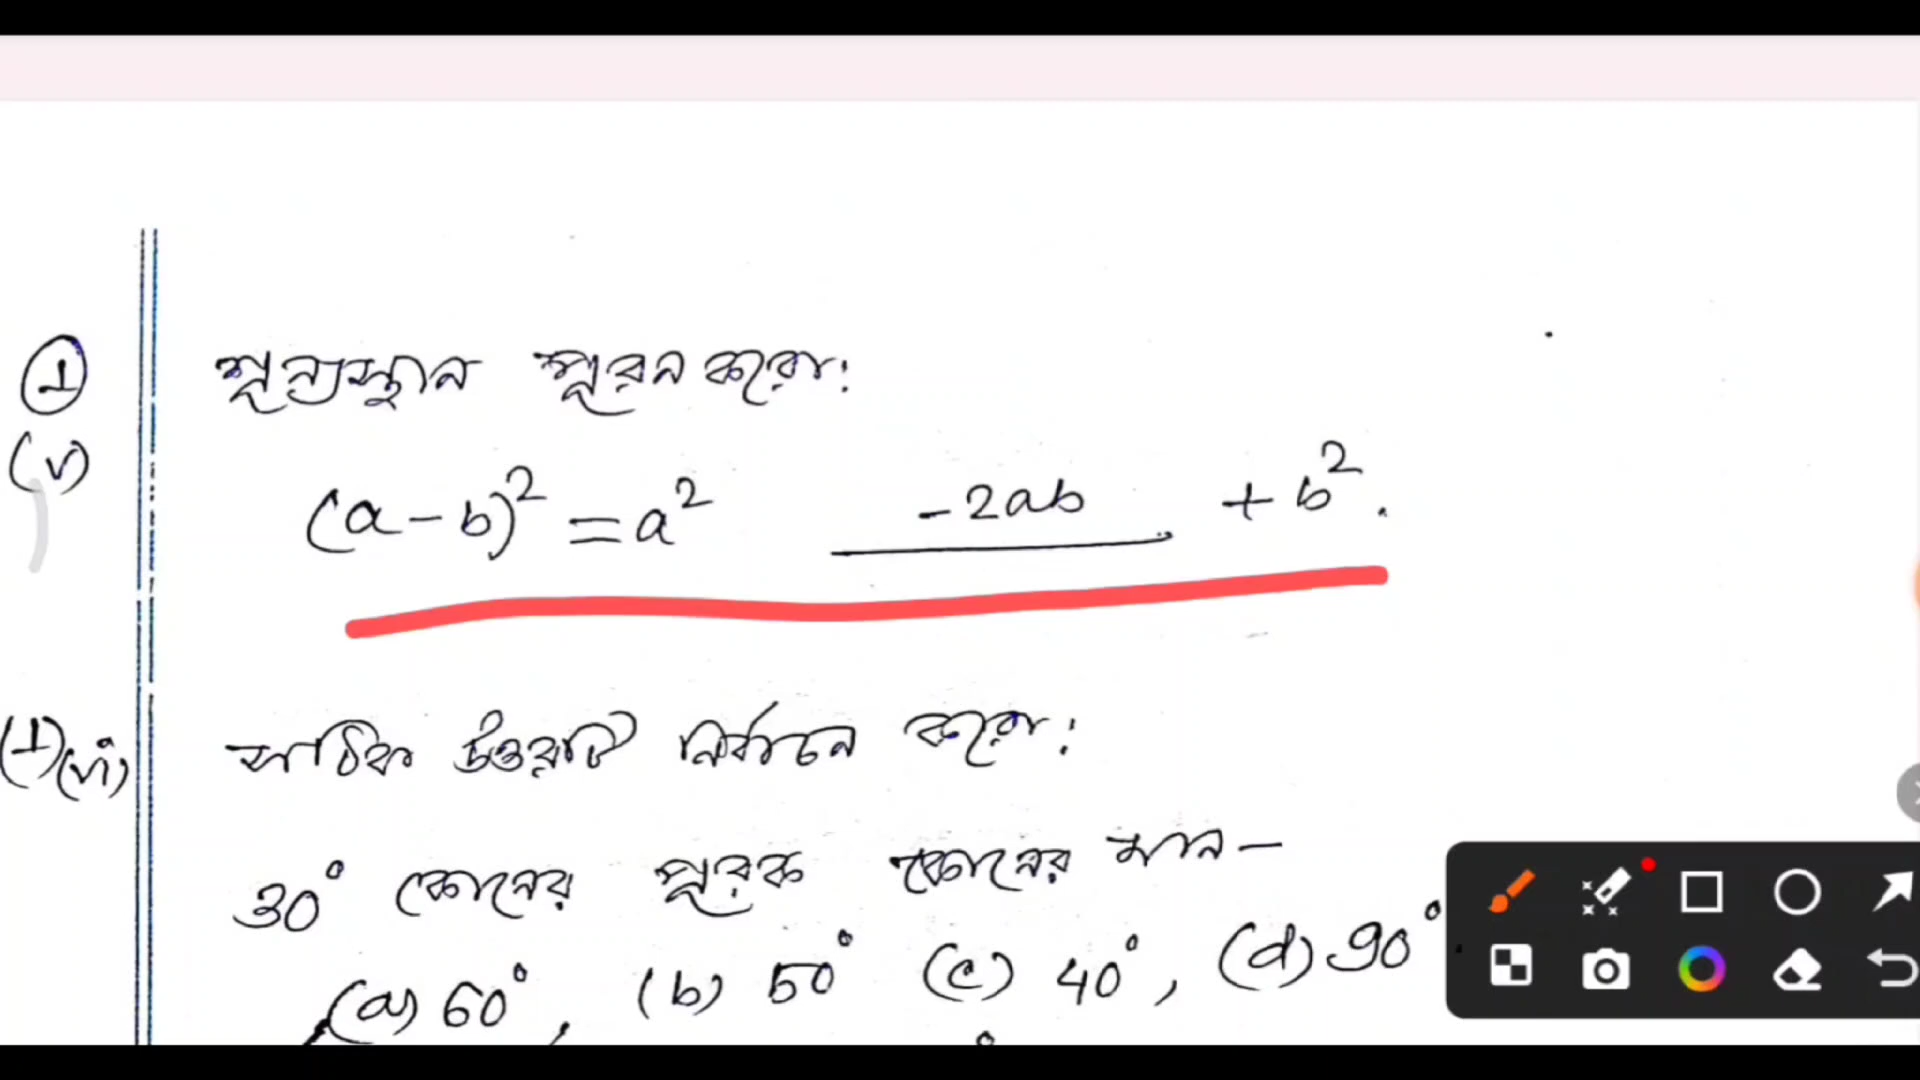 ① শূন্যস্থান পূরন করো:
(v)
(a-b)² = a² -2ab + b².
(1)(vi) সঠিক উত্তরটি নির্বাচন করো:
30° কোনের পূরক কোনের মান-
(a) 60°, (b) 50° (c) 40°, (d) 90°.